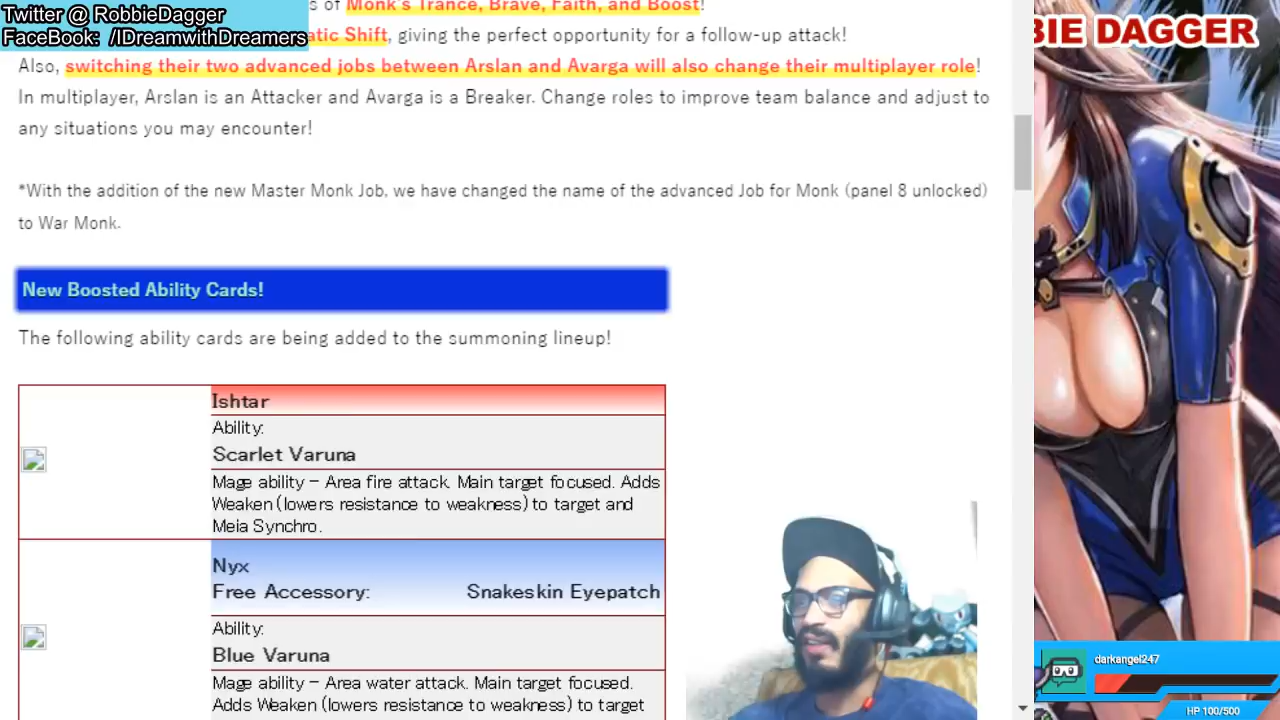 Twitter @ RobbieDagger
FaceBook: /IDreamwithDreamers
s of Monk's Trance, Brave, Faith, and Boost!
atic Shift, giving the perfect opportunity for a follow-up attack!
Also, switching their two advanced jobs between Arslan and Avarga will also change their multiplayer role!
In multiplayer, Arslan is an Attacker and Avarga is a Breaker. Change roles to improve team balance and adjust to
any situations you may encounter!
*With the addition of the new Master Monk Job, we have changed the name of the advanced Job for Monk (panel 8 unlocked)
to War Monk.
New Boosted Ability Cards!
The following ability cards are being added to the summoning lineup!
Ishtar
Ability:
Scarlet Varuna
Mage ability – Area fire attack. Main target focused. Adds
Weaken (lowers resistance to weakness) to target and
Meia Synchro.
Nyx
Free Accessory: Snakeskin Eyepatch
Ability:
Blue Varuna
Mage ability – Area water attack. Main target focused.
Adds Weaken (lowers resistance to weakness) to target
BIE DAGGER
darkangel247
HP 100/500